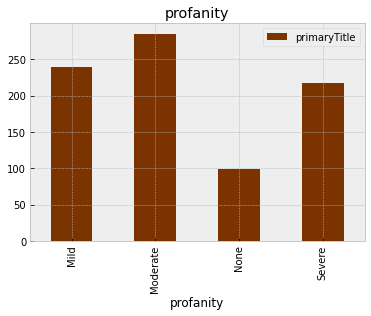 profanity
primaryTitle
250
200
150
100
50
0
Mild
Moderate
None
Severe
profanity